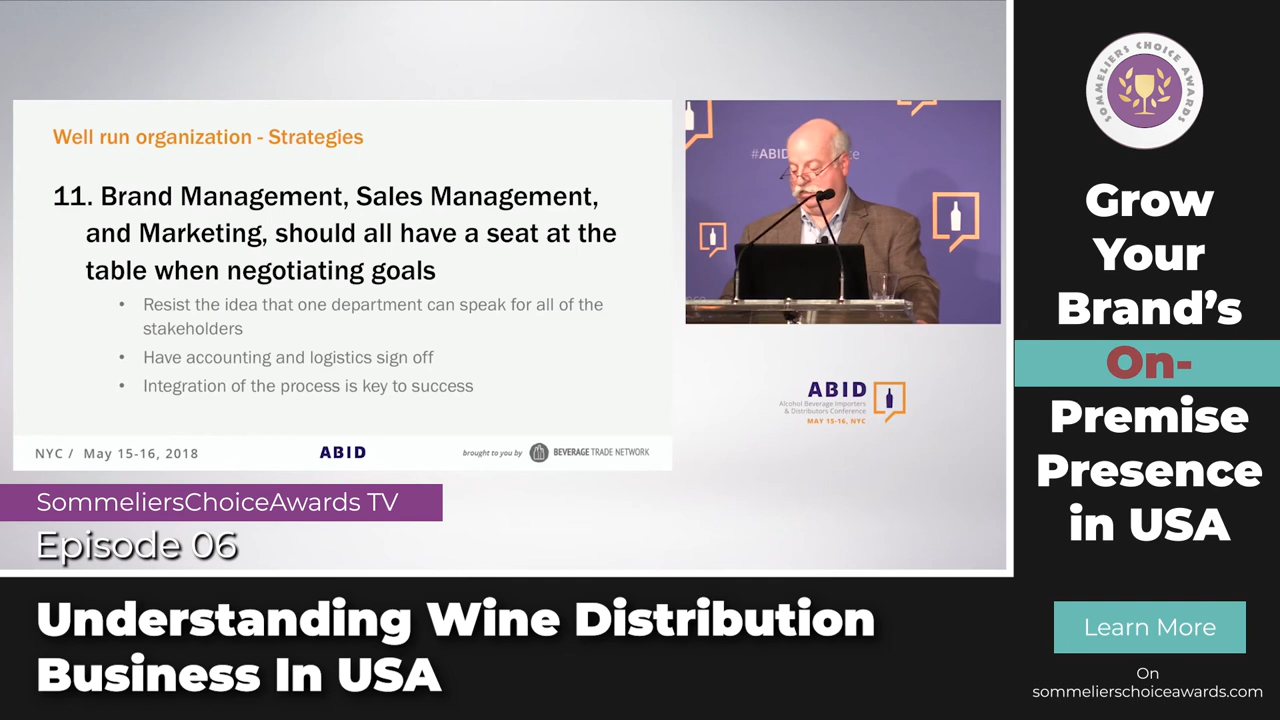 Well run organization - Strategies
11. Brand Management, Sales Management,
and Marketing, should all have a seat at the
table when negotiating goals
• Resist the idea that one department can speak for all of the
stakeholders
• Have accounting and logistics sign off
• Integration of the process is key to success
NYC / May 15-16, 2018
ABID
brought to you by BEVERAGE TRADE NETWORK
#ABID
ABID
Alcohol Beverage Importers
& Distributors Conference
MAY 15-16, NYC
SommeliersChoiceAwards TV
Episode 06
Understanding Wine Distribution
Business In USA
SOMMELIERS CHOICE AWARDS
Grow
Your
Brand’s
On-
Premise
Presence
in USA
Learn More
On
sommelierschoiceawards.com